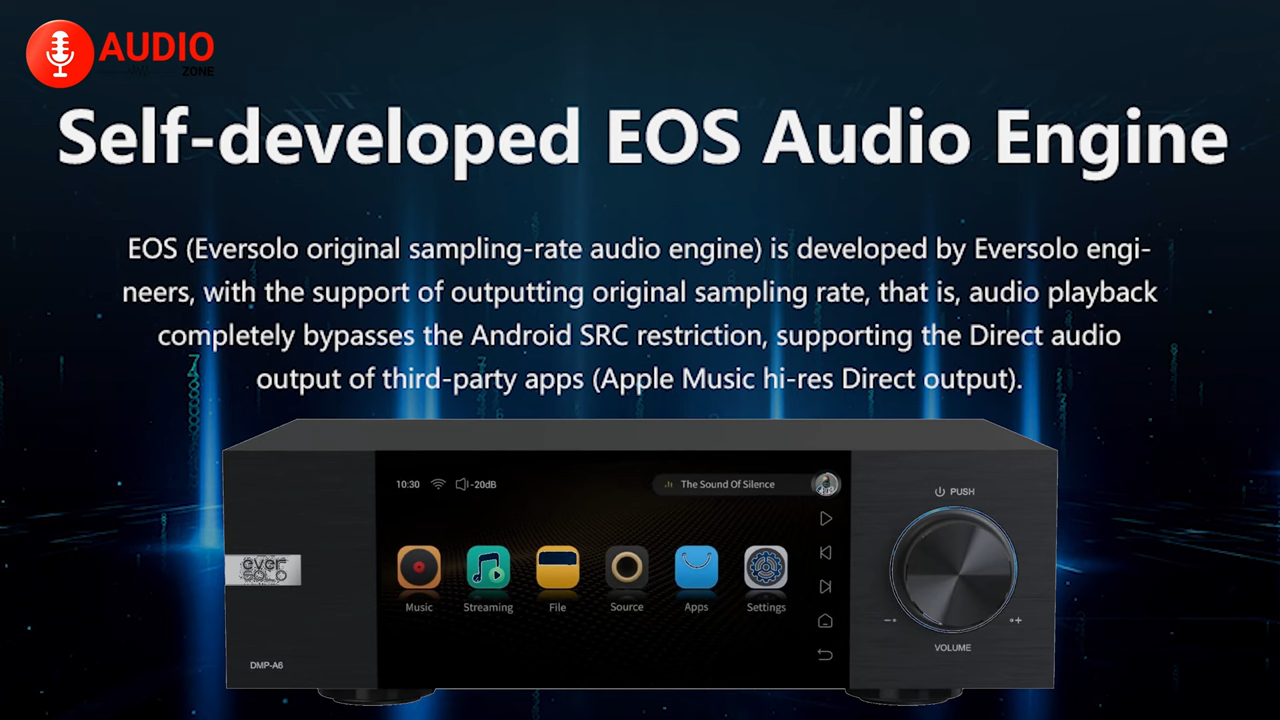 AUDIO
ZONE
Self-developed EOS Audio Engine
EOS (Eversolo original sampling-rate audio engine) is developed by Eversolo engi-
neers, with the support of outputting original sampling rate, that is, audio playback
completely bypasses the Android SRC restriction, supporting the Direct audio
output of third-party apps (Apple Music hi-res Direct output).
10:30 -20dB The Sound Of Silence
PUSH
ever
SOLO
Music Streaming File Source Apps Settings
VOLUME
DMP-A6